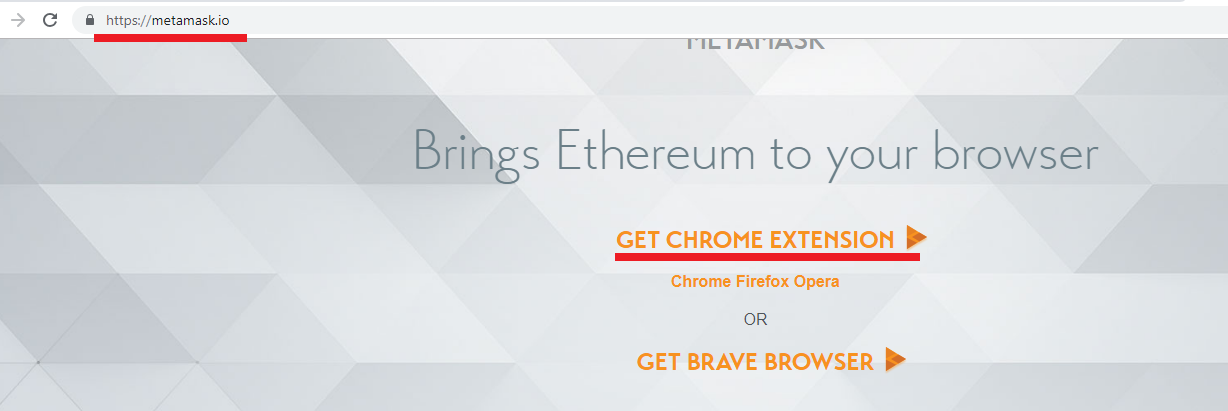 https://metamask.io
METAMASK
Brings Ethereum to your browser
GET CHROME EXTENSION
Chrome Firefox Opera
OR
GET BRAVE BROWSER